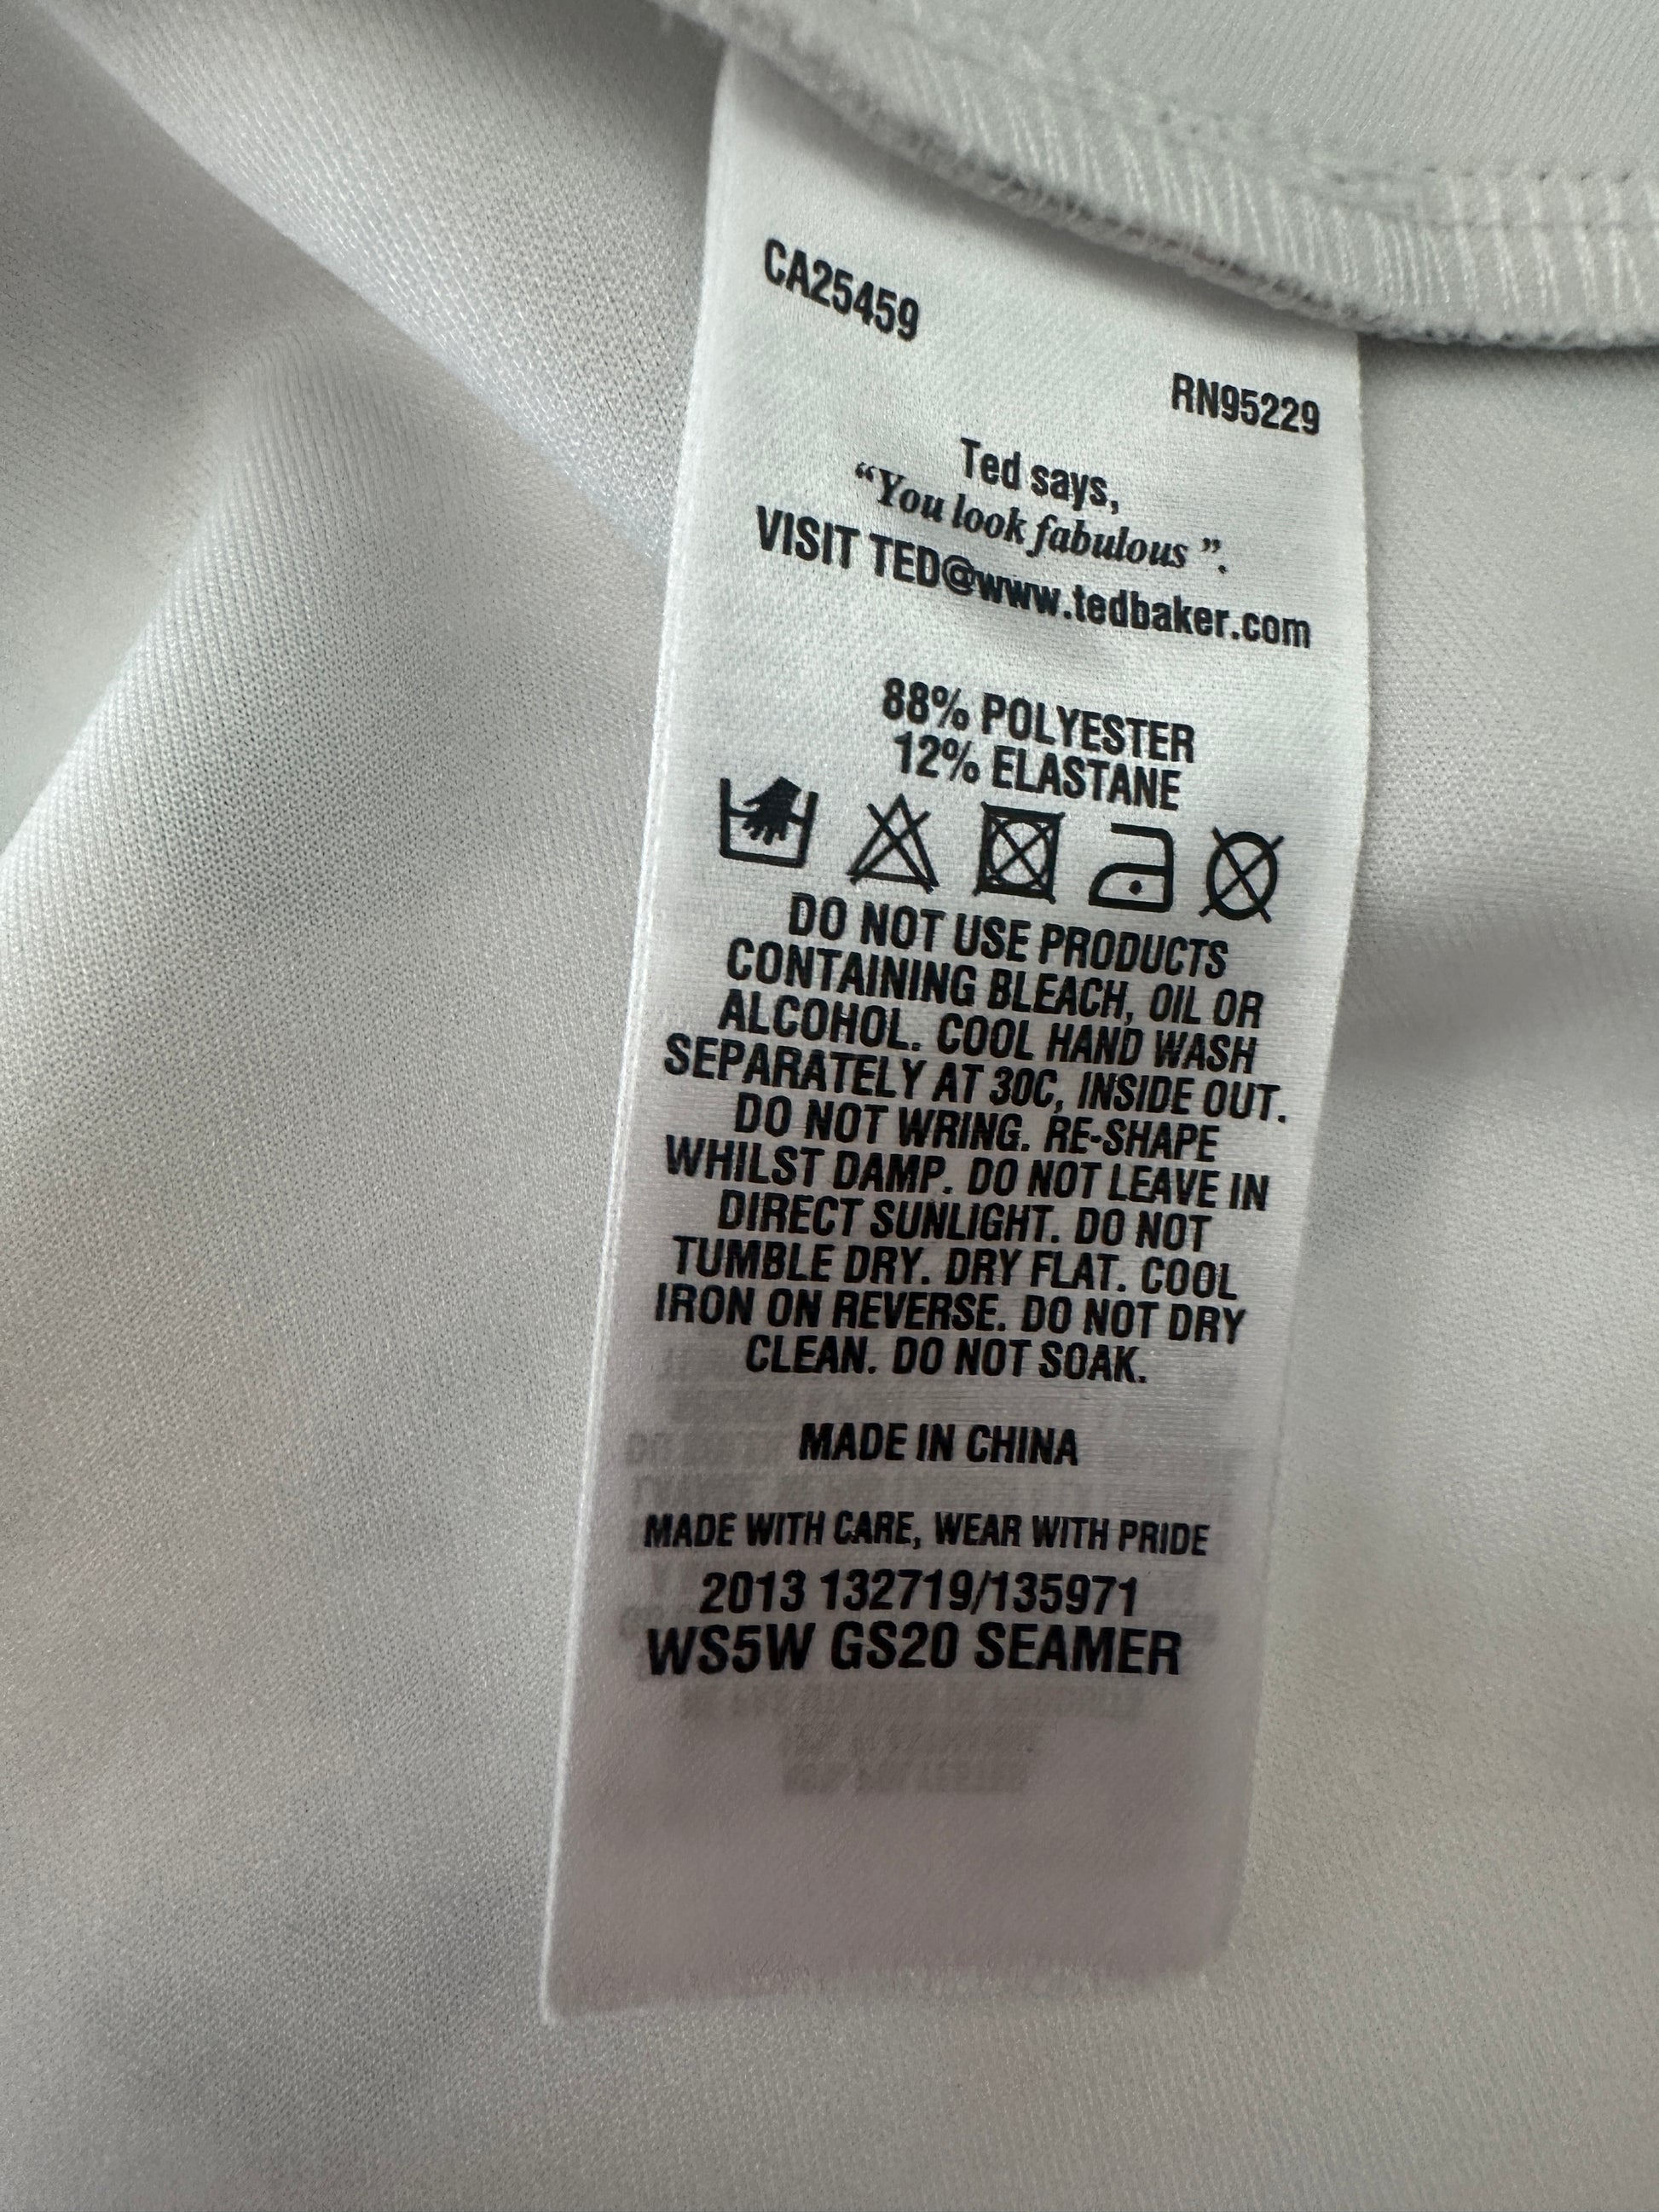 CA25459
RN95229
Ted says,
“You look fabulous ”.
VISIT TED@www.tedbaker.com
88% POLYESTER
12% ELASTANE
DO NOT USE PRODUCTS
CONTAINING BLEACH, OIL OR
ALCOHOL. COOL HAND WASH
SEPARATELY AT 30C, INSIDE OUT.
DO NOT WRING. RE-SHAPE
WHILST DAMP. DO NOT LEAVE IN
DIRECT SUNLIGHT. DO NOT
TUMBLE DRY. DRY FLAT. COOL
IRON ON REVERSE. DO NOT DRY
CLEAN. DO NOT SOAK.
MADE IN CHINA
MADE WITH CARE, WEAR WITH PRIDE
2013 132719/135971
WS5W GS20 SEAMER